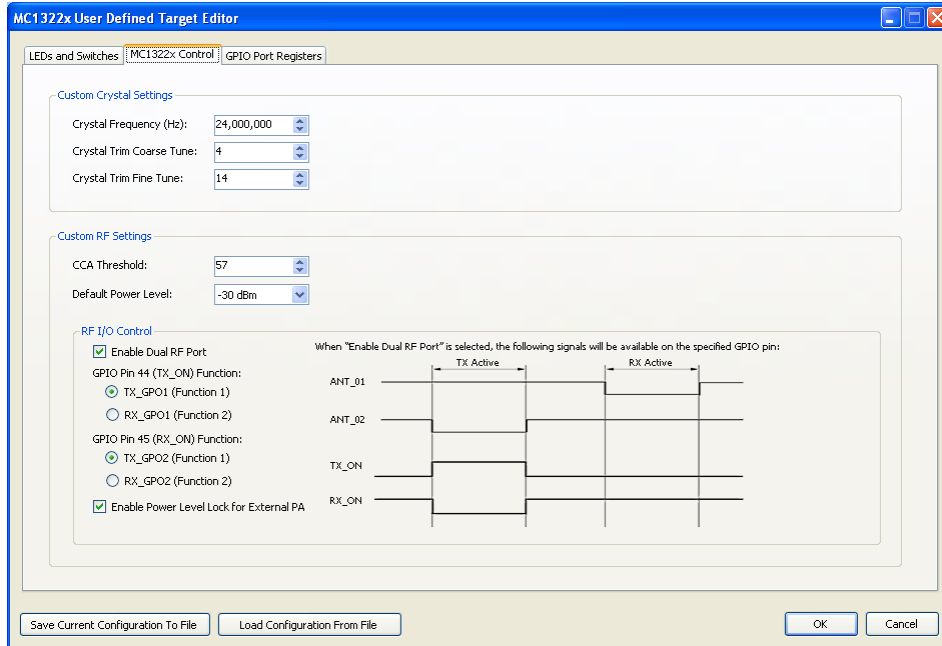 MC1322x User Defined Target Editor
LEDs and Switches
MC1322x Control
GPIO Port Registers
Custom Crystal Settings
Crystal Frequency (Hz):
24,000,000
Crystal Trim Coarse Tune:
4
Crystal Trim Fine Tune:
14
Custom RF Settings
CCA Threshold:
57
Default Power Level:
-30 dBm
RF I/O Control
Enable Dual RF Port
GPIO Pin 44 (TX_ON) Function:
TX_GPO1 (Function 1)
RX_GPO1 (Function 2)
GPIO Pin 45 (RX_ON) Function:
TX_GPO2 (Function 1)
RX_GPO2 (Function 2)
Enable Power Level Lock for External PA
When "Enable Dual RF Port" is selected, the following signals will be available on the specified GPIO pin:
TX Active
RX Active
ANT_01
ANT_02
TX_ON
RX_ON
Save Current Configuration To File
Load Configuration From File
OK
Cancel